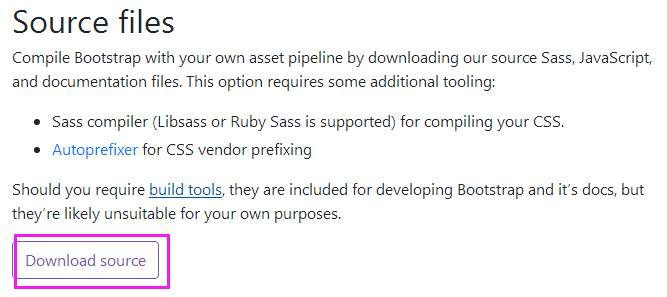 Source files
Compile Bootstrap with your own asset pipeline by downloading our source Sass, JavaScript,
and documentation files. This option requires some additional tooling:
• Sass compiler (Libsass or Ruby Sass is supported) for compiling your CSS.
• Autoprefixer for CSS vendor prefixing
Should you require build tools, they are included for developing Bootstrap and it’s docs, but
they’re likely unsuitable for your own purposes.
Download source